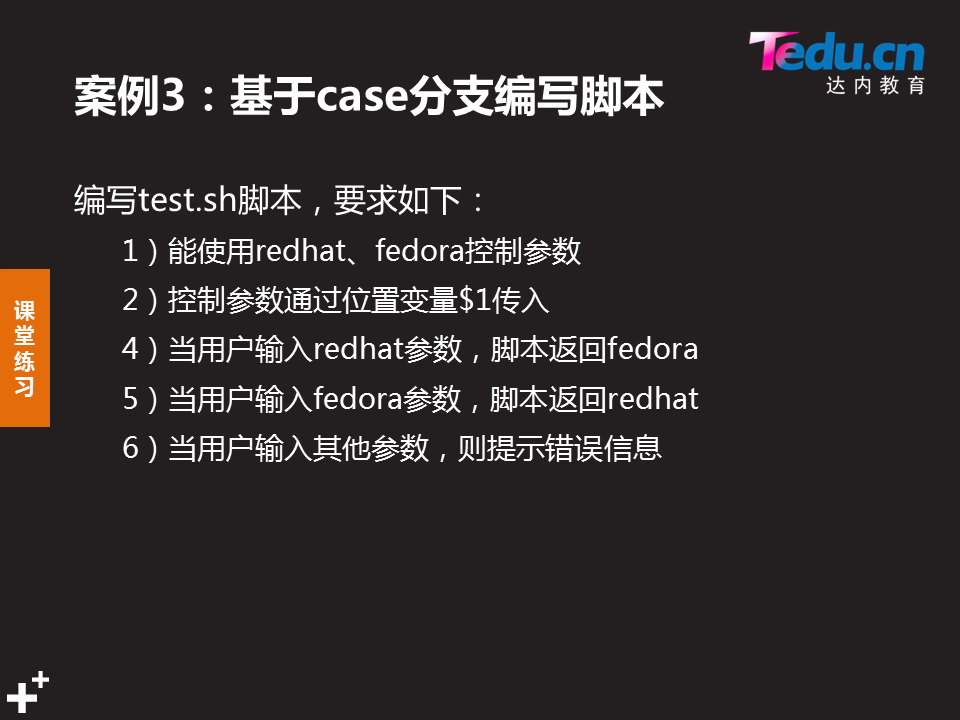 Tedu.cn
达内教育
案例3：基于case分支编写脚本
编写test.sh脚本，要求如下：
1）能使用redhat、fedora控制参数
2）控制参数通过位置变量$1传入
4）当用户输入redhat参数，脚本返回fedora
5）当用户输入fedora参数，脚本返回redhat
6）当用户输入其他参数，则提示错误信息
课堂练习